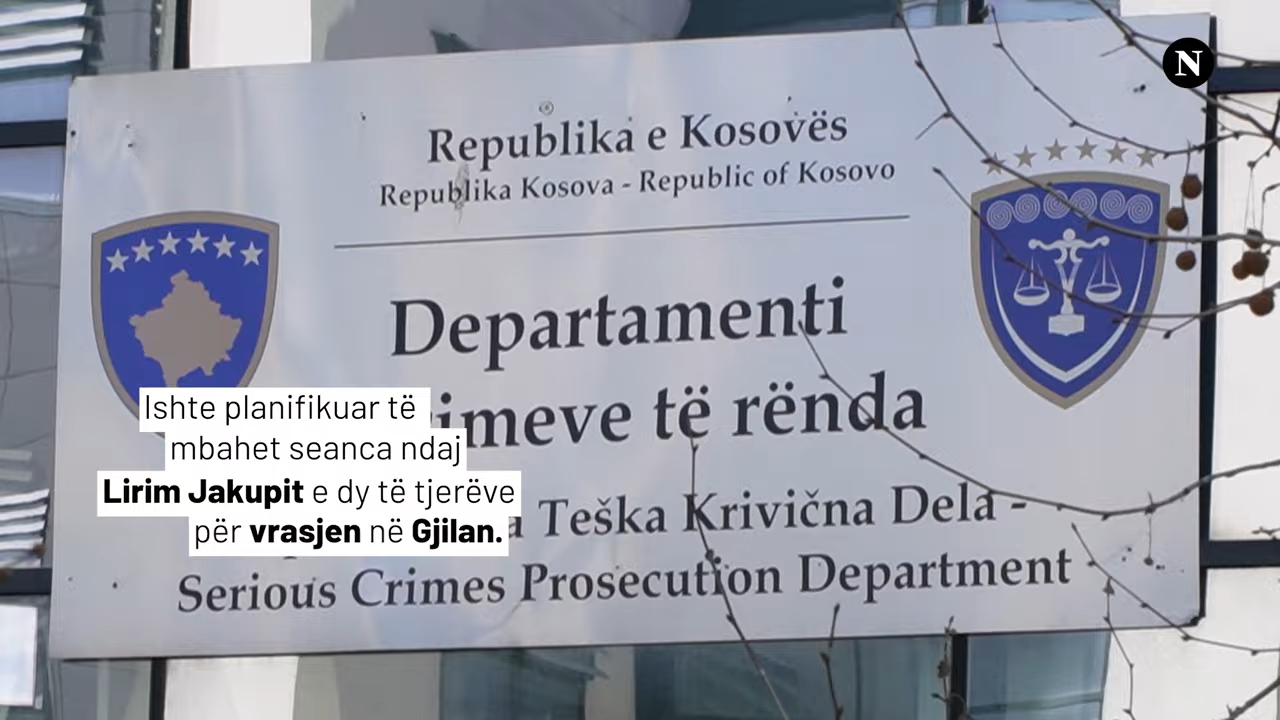 N
Republika e Kosovës
Republika Kosova - Republic of Kosovo
Departamenti
të rënda
Teška Krivična Dela -
Serious Crimes Prosecution Department
Ishte planifikuar të
mbahet seanca ndaj
Lirim Jakupit e dy të tjerëve
për vrasjen në Gjilan.